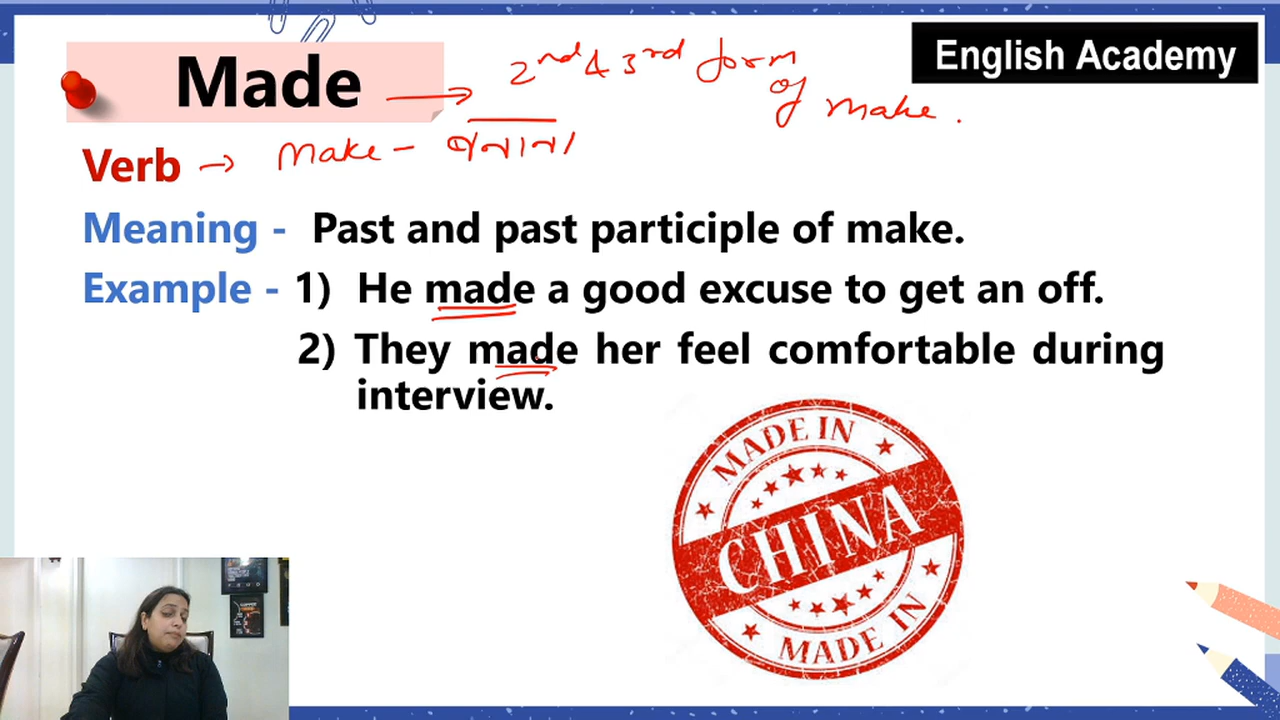 English Academy
Made → 2nd & 3rd form of make.
Verb → Make - बनाना
Meaning - Past and past participle of make.
Example - 1) He made a good excuse to get an off.
2) They made her feel comfortable during
interview.
MADE IN
CHINA
MADE IN